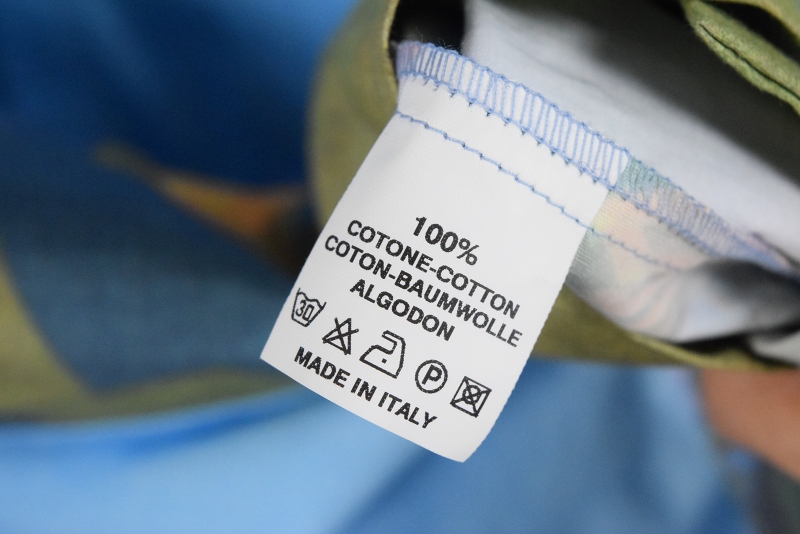 100%
COTONE-COTTON
COTON-BAUMWOLLE
ALGODON
30 P
MADE IN ITALY